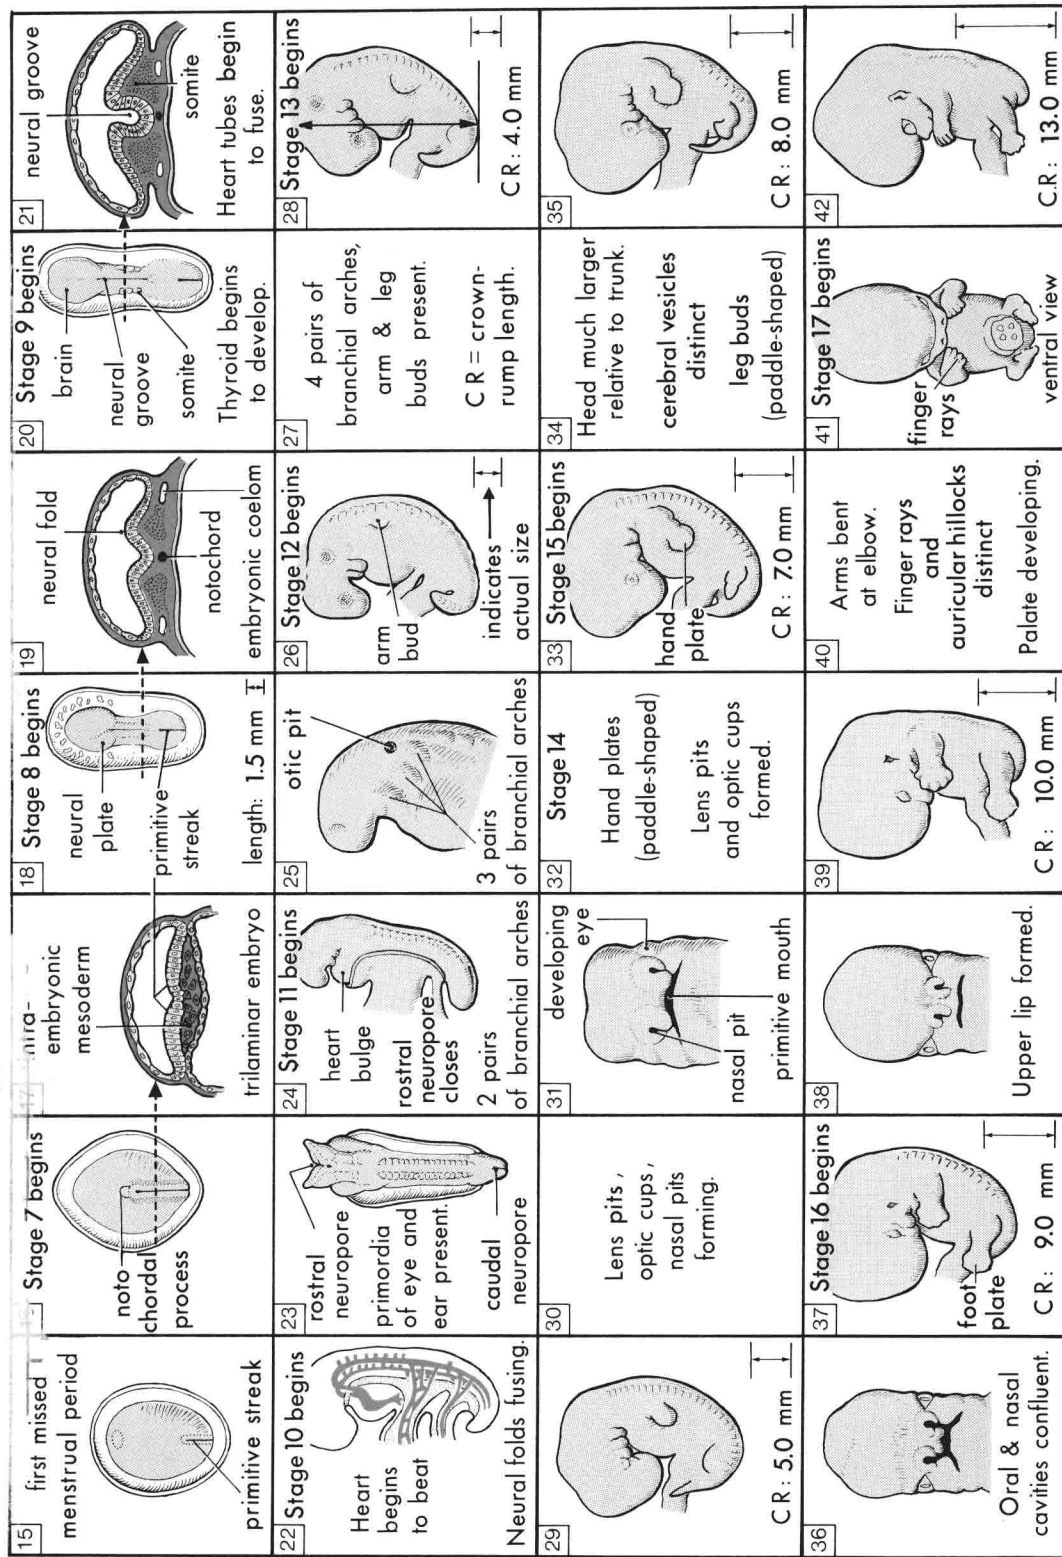 15
first missed
menstrual period
primitive streak
Stage 7 begins
noto
chordal
process
embryonic
mesoderm
trilaminar embryo
18
Stage 8 begins
neural
plate
primitive
streak
length: 1.5 mm
19
neural fold
notochord
embryonic coelom
20
Stage 9 begins
brain
neural
groove
somite
Thyroid begins
to develop.
21
neural groove
somite
Heart tubes begin
to fuse.
22
Stage 10 begins
Heart
begins
to beat
Neural folds fusing.
23
rostral
neuropore
primordia
of eye and
ear present.
caudal
neuropore
24
Stage 11 begins
heart
bulge
rostral
neuropore
closes
2 pairs
of branchial arches
25
otic pit
3 pairs
of branchial arches
26
Stage 12 begins
arm
bud
indicates
actual size
27
4 pairs of
branchial arches,
arm & leg
buds present.
CR = crown-
rump length.
28
Stage 13 begins
CR: 4.0 mm
29
CR: 5.0 mm
30
Lens pits,
optic cups,
nasal pits
forming.
31
developing
eye
nasal pit
primitive mouth
32
Stage 14
Hand plates
(paddle-shaped)
Lens pits
and optic cups
formed.
33
Stage 15 begins
hand
plate
CR: 7.0 mm
34
Head much larger
relative to trunk.
cerebral vesicles
distinct
leg buds
(paddle-shaped)
35
CR: 8.0 mm
36
Oral & nasal
cavities confluent.
37
Stage 16 begins
foot
plate
CR: 9.0 mm
38
Upper lip formed.
39
CR: 10.0 mm
40
Arms bent
at elbow.
Finger rays
and
auricular hillocks
distinct
Palate developing.
41
Stage 17 begins
finger
rays
ventral view
42
C.R: 13.0 mm